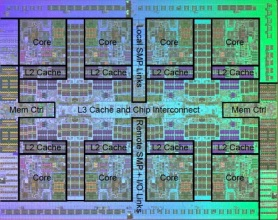 Core
Core
Local SMP Links
Core
Core
L2 Cache
L2 Cache
L2 Cache
L2 Cache
Mem Ctrl
L3 Cache and Chip Interconnect
Mem Ctrl
L2 Cache
L2 Cache
Remote SMP + I/O Links
L2 Cache
L2 Cache
Core
Core
Core
Core